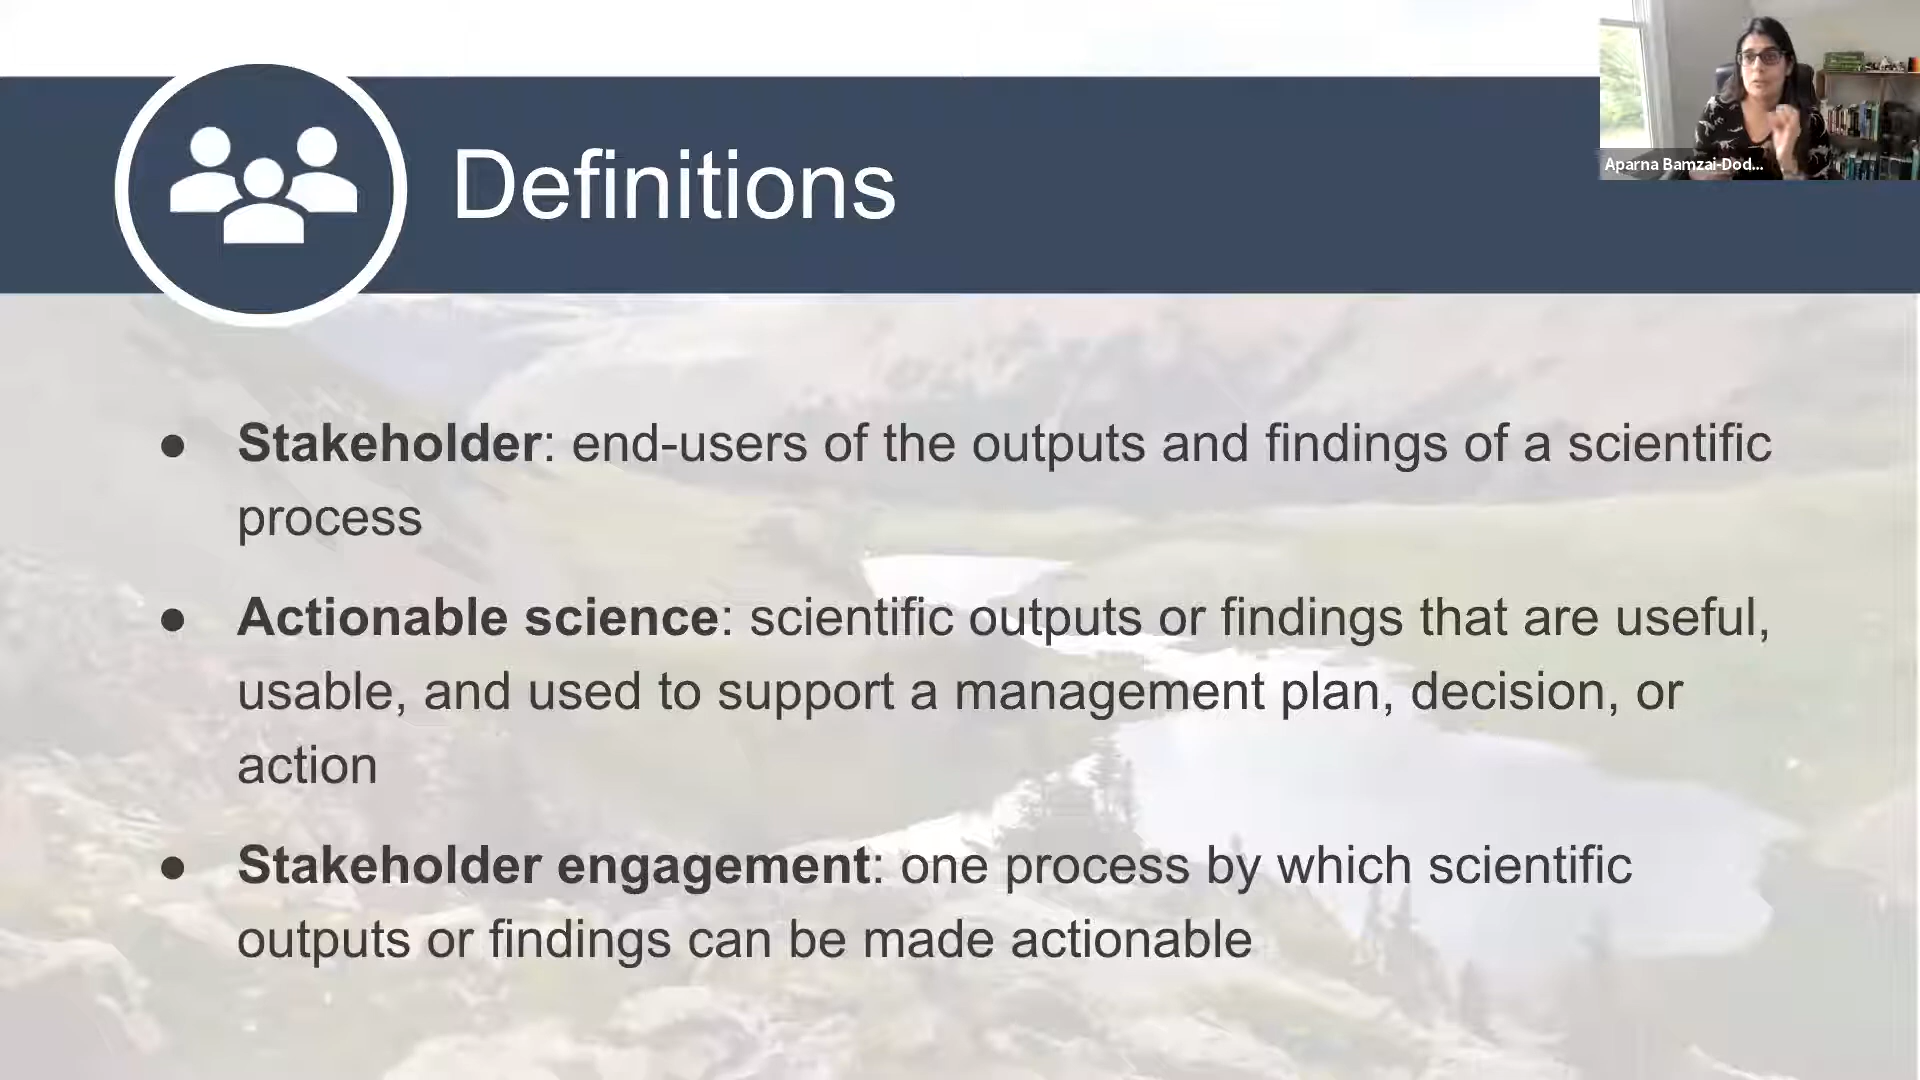 Definitions
Aparna Bamzai-Dod...
● Stakeholder: end-users of the outputs and findings of a scientific
process
● Actionable science: scientific outputs or findings that are useful,
usable, and used to support a management plan, decision, or
action
● Stakeholder engagement: one process by which scientific
outputs or findings can be made actionable